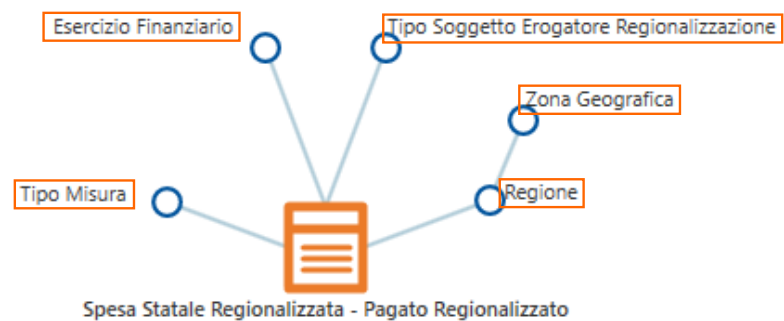 Esercizio Finanziario
Tipo Soggetto Erogatore Regionalizzazione
Zona Geografica
Tipo Misura
Regione
Spesa Statale Regionalizzata - Pagato Regionalizzato